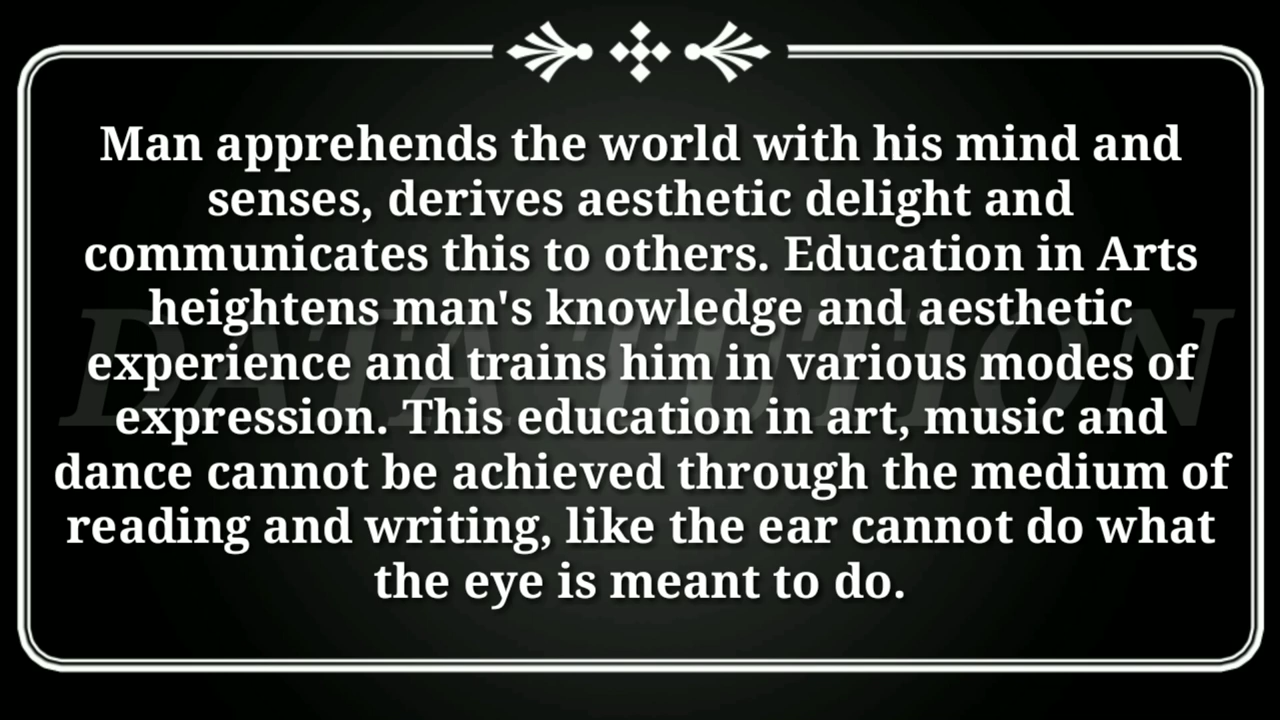 Man apprehends the world with his mind and
senses, derives aesthetic delight and
communicates this to others. Education in Arts
heightens man's knowledge and aesthetic
experience and trains him in various modes of
expression. This education in art, music and
dance cannot be achieved through the medium of
reading and writing, like the ear cannot do what
the eye is meant to do.
DATA TUTION